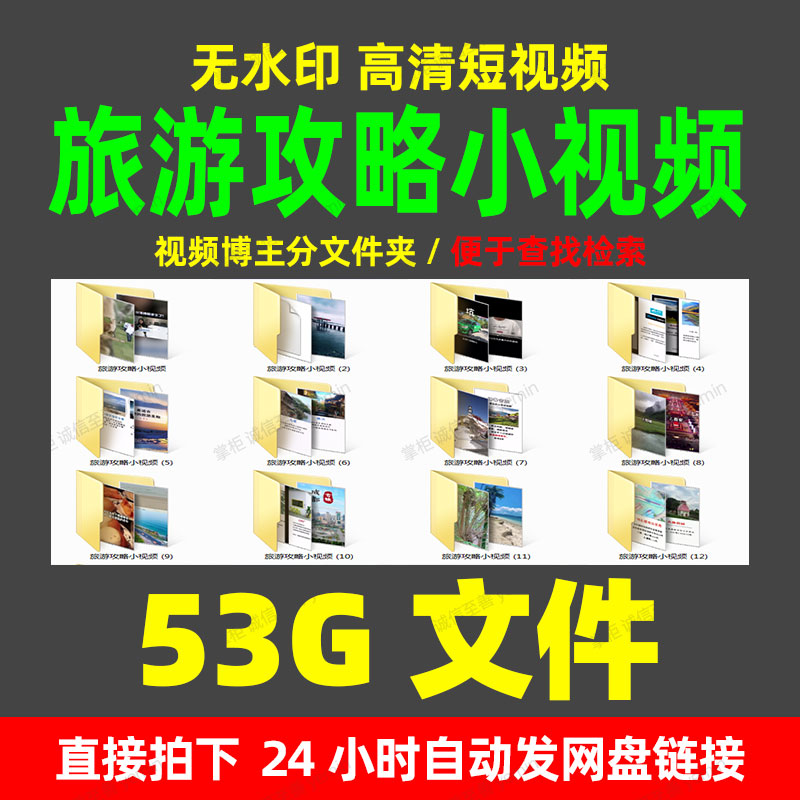 无水印 高清短视频
旅游攻略小视频
视频博主分文件夹 / 便于查找检索
旅游攻略小视频
旅游攻略小视频 (2)
旅游攻略小视频 (3)
旅游攻略小视频 (4)
旅游攻略小视频 (5)
旅游攻略小视频 (6)
旅游攻略小视频 (7)
旅游攻略小视频 (8)
旅游攻略小视频 (9)
旅游攻略小视频 (10)
旅游攻略小视频 (11)
旅游攻略小视频 (12)
53G 文件
直接拍下 24 小时自动发网盘链接